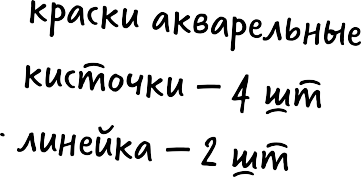 краски акварельные
кисточки – 4 шт
линейка – 2 шт